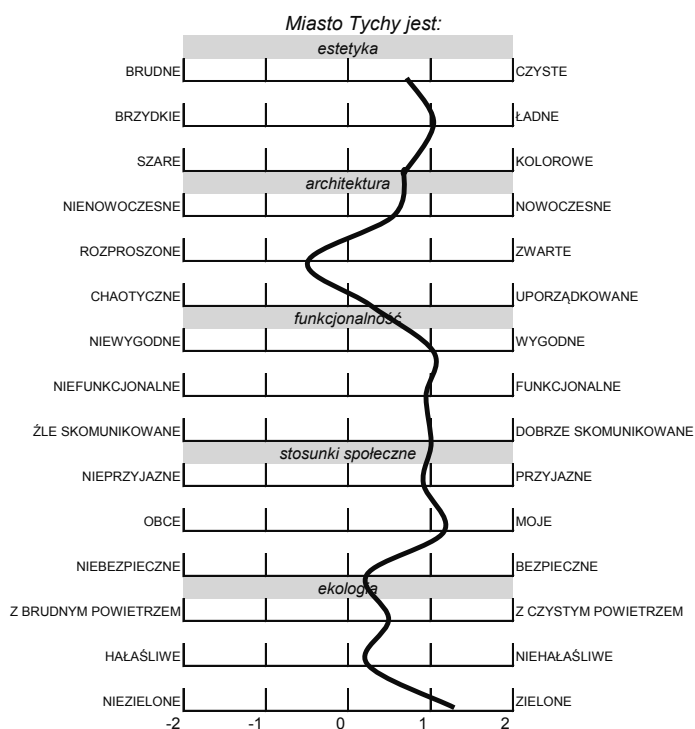 Miasto Tychy jest:
estetyka
BRUDNE CZYSTE
BRZYDKIE ŁADNE
SZARE KOLOROWE
architektura
NIENOWOCZESNE NOWOCZESNE
ROZPROSZONE ZWARTE
CHAOTYCZNE UPORZĄDKOWANE
funkcjonalność
NIEWYGODNE WYGODNE
NIEFUNKCJONALNE FUNKCJONALNE
ŹLE SKOMUNIKOWANE DOBRZE SKOMUNIKOWANE
stosunki społeczne
NIEPRZYJAZNE PRZYJAZNE
OBCE MOJE
NIEBEZPIECZNE BEZPIECZNE
ekologia
Z BRUDNYM POWIETRZEM Z CZYSTYM POWIETRZEM
HAŁAŚLIWE NIEHAŁAŚLIWE
NIEZIELONE ZIELONE
-2 -1 0 1 2